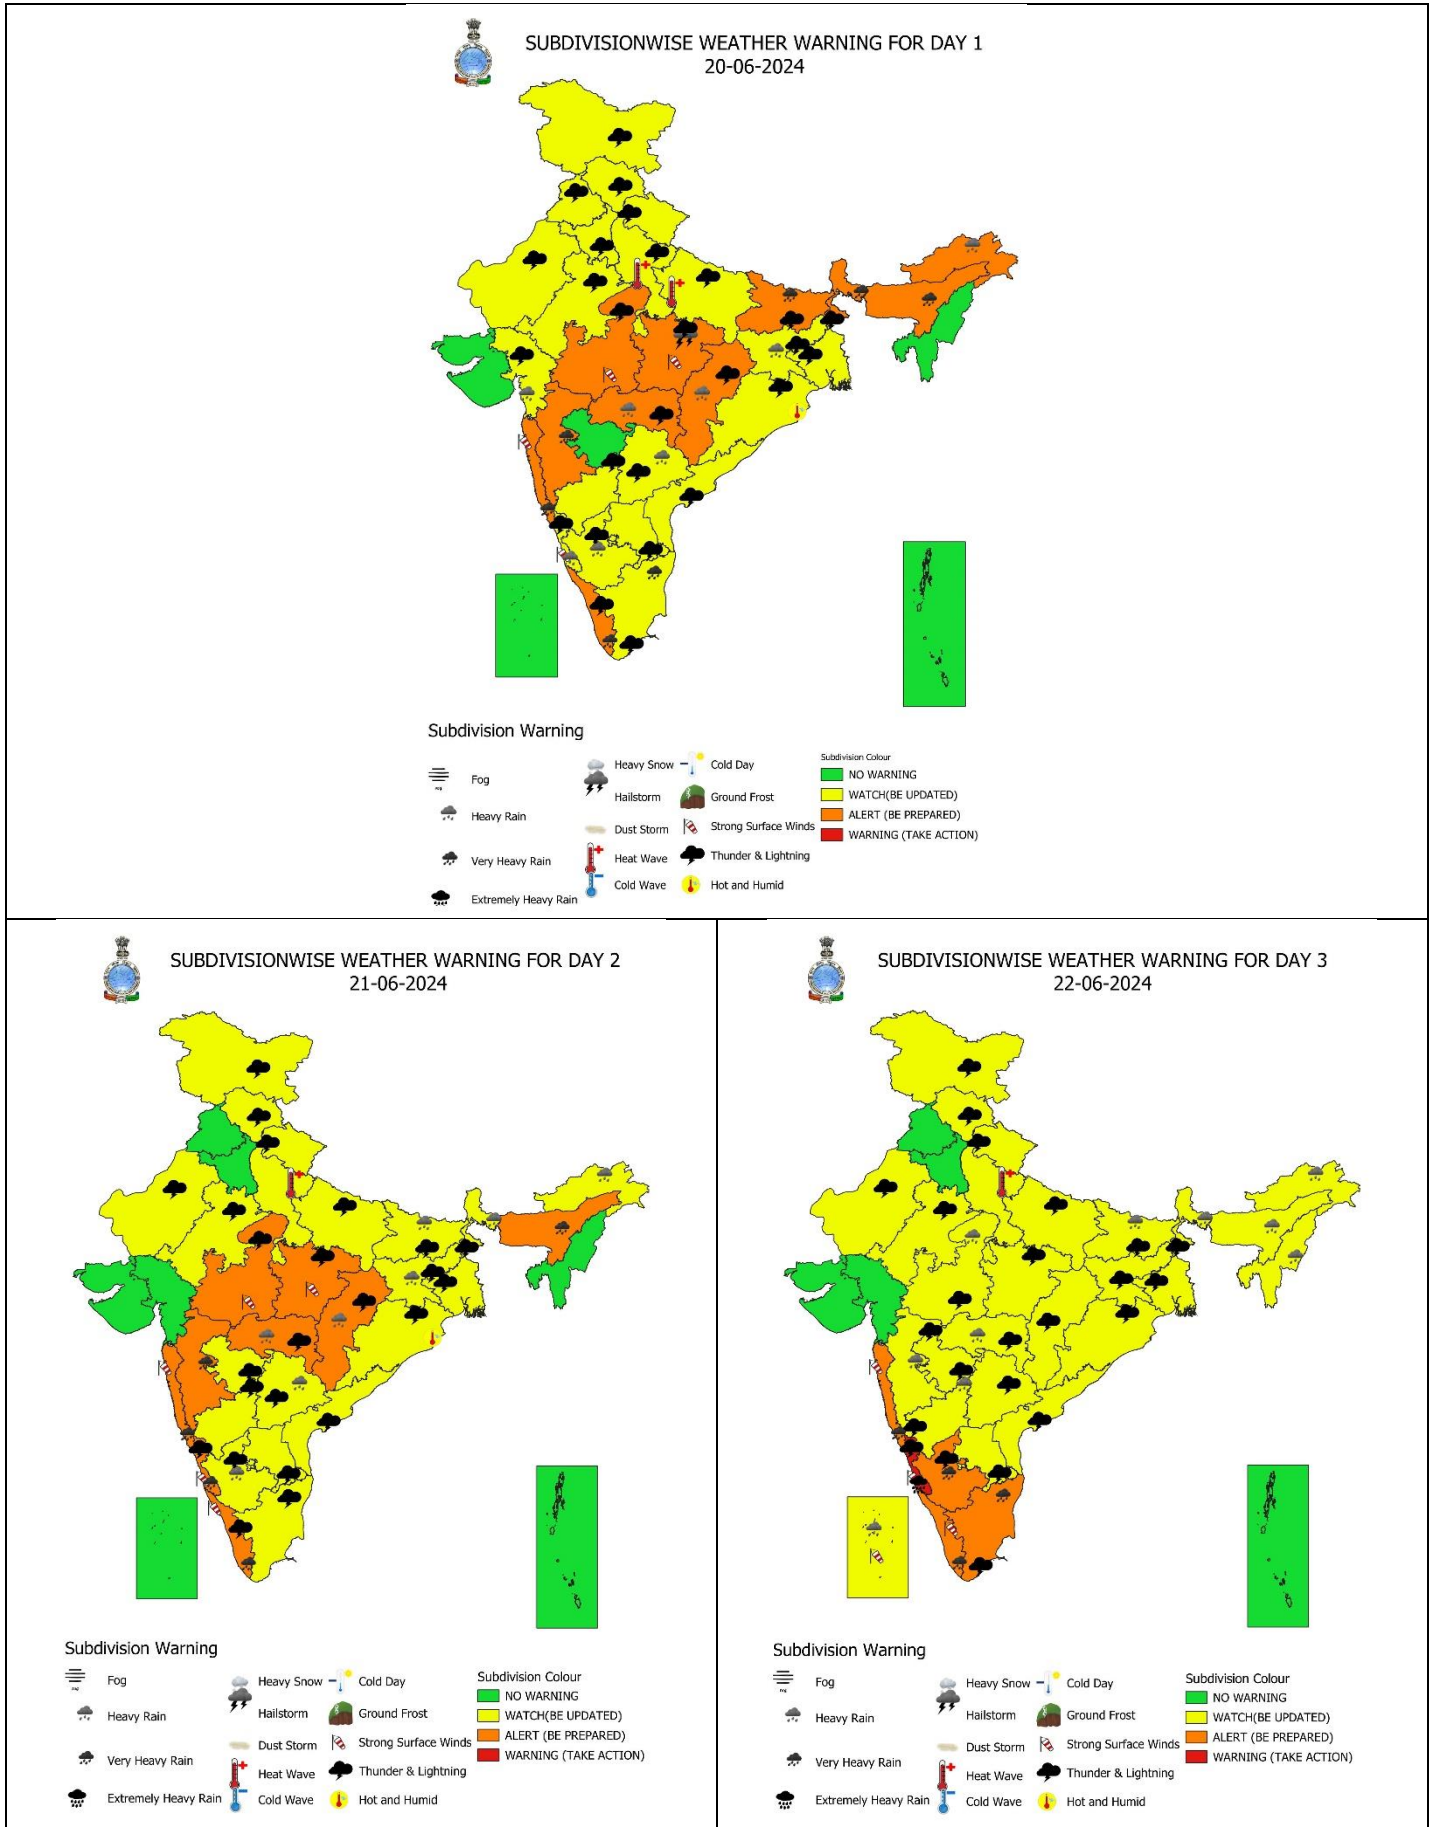 SUBDIVISIONWISE WEATHER WARNING FOR DAY 1
20-06-2024
Subdivision Warning
Fog
FOG
Heavy Rain
Very Heavy Rain
Extremely Heavy Rain
Heavy Snow
Hailstorm
Dust Storm
Heat Wave
Cold Wave
Cold Day
Ground Frost
Strong Surface Winds
Thunder & Lightning
Hot and Humid
Subdivision Colour
NO WARNING
WATCH(BE UPDATED)
ALERT (BE PREPARED)
WARNING (TAKE ACTION)
SUBDIVISIONWISE WEATHER WARNING FOR DAY 2
21-06-2024
Subdivision Warning
Fog
FOG
Heavy Rain
Very Heavy Rain
Extremely Heavy Rain
Heavy Snow
Hailstorm
Dust Storm
Heat Wave
Cold Wave
Cold Day
Ground Frost
Strong Surface Winds
Thunder & Lightning
Hot and Humid
Subdivision Colour
NO WARNING
WATCH(BE UPDATED)
ALERT (BE PREPARED)
WARNING (TAKE ACTION)
SUBDIVISIONWISE WEATHER WARNING FOR DAY 3
22-06-2024
Subdivision Warning
Fog
FOG
Heavy Rain
Very Heavy Rain
Extremely Heavy Rain
Heavy Snow
Hailstorm
Dust Storm
Heat Wave
Cold Wave
Cold Day
Ground Frost
Strong Surface Winds
Thunder & Lightning
Hot and Humid
Subdivision Colour
NO WARNING
WATCH(BE UPDATED)
ALERT (BE PREPARED)
WARNING (TAKE ACTION)